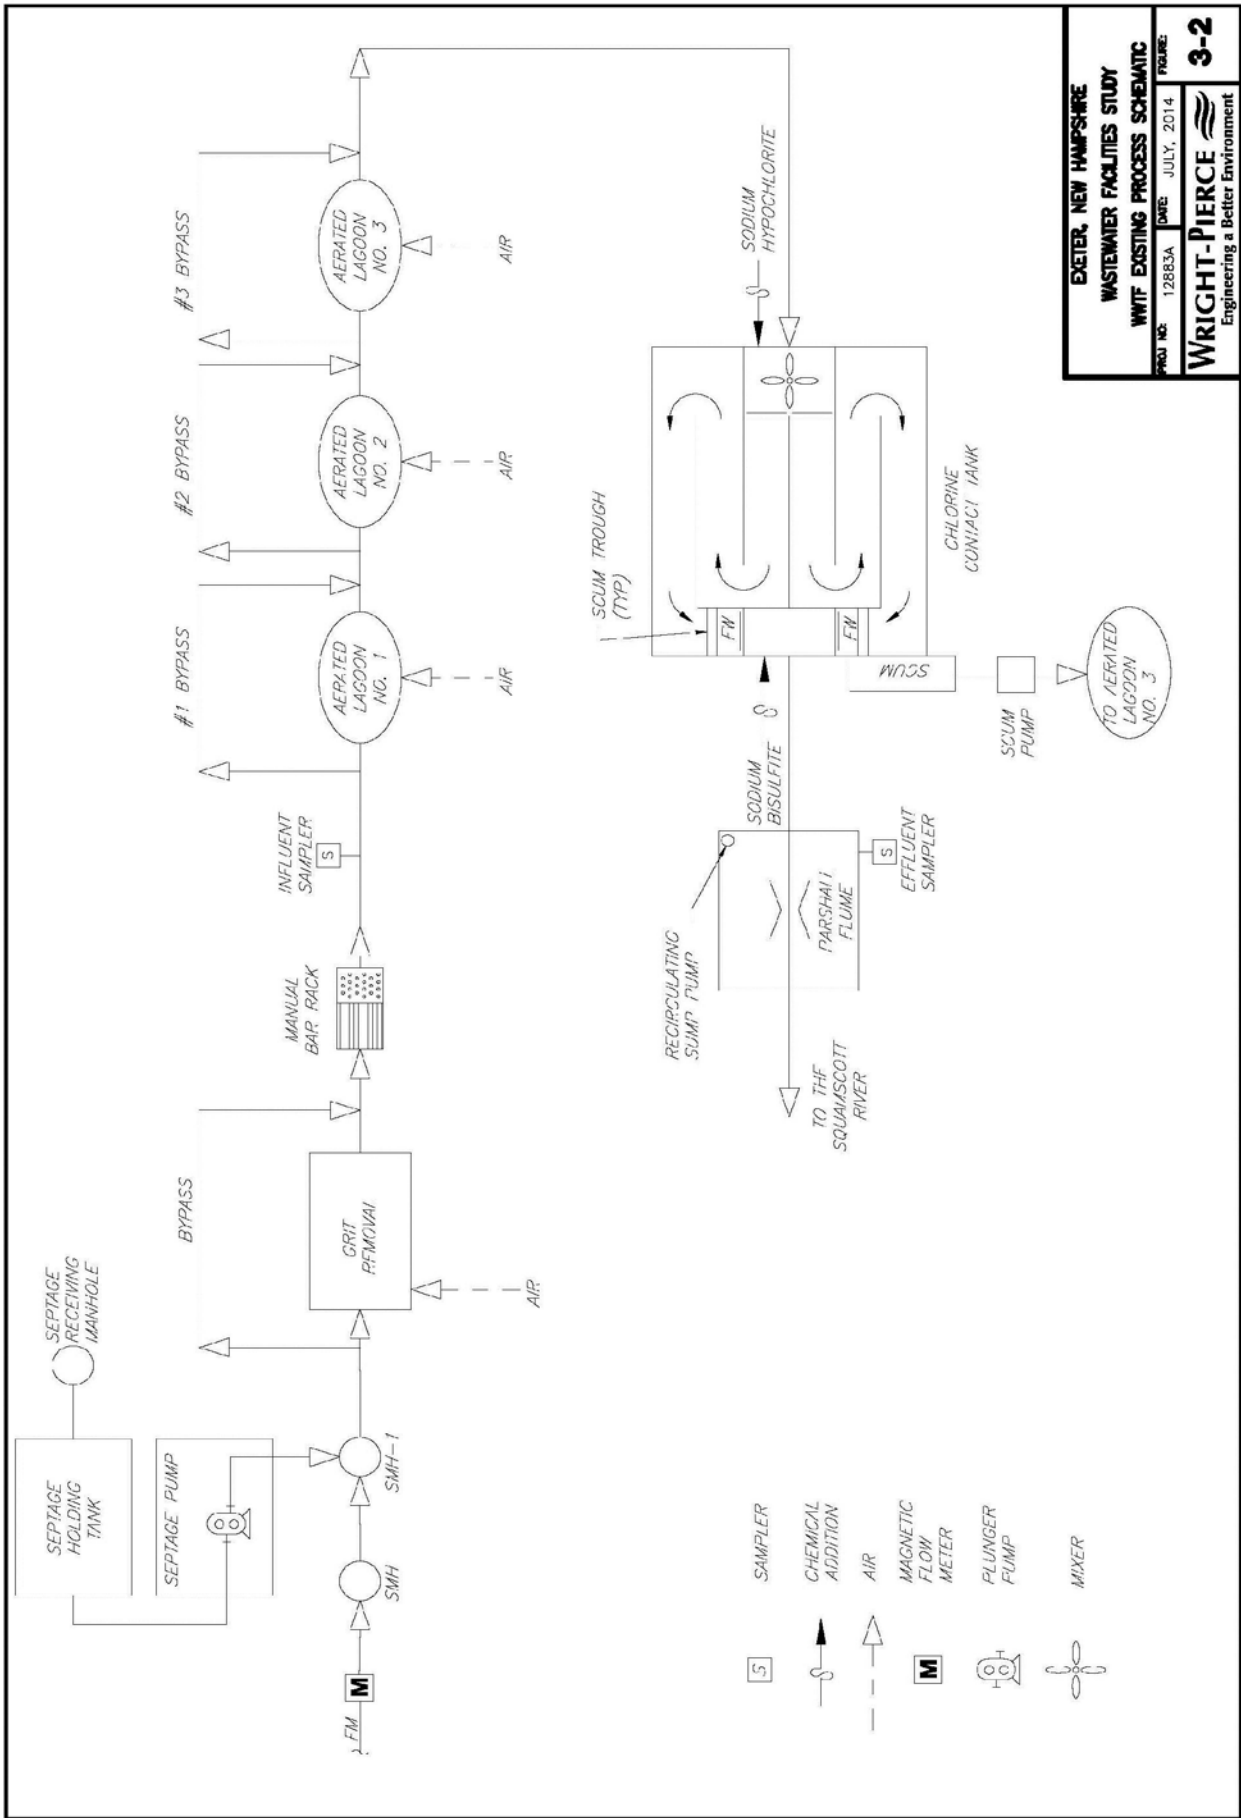 SEPTAGE
HOLDING
TANK
SEPTAGE
RECEIVING
MANHOLE
SEPTAGE PUMP
FM
M
SMH
SMH-1
BYPASS
GRIT
REMOVAL
AIR
MANUAL
BAR RACK
INFLUENT
SAMPLER
S
#1 BYPASS
AERATED
LAGOON
NO. 1
AIR
#2 BYPASS
AERATED
LAGOON
NO. 2
AIR
#3 BYPASS
AERATED
LAGOON
NO. 3
AIR
SODIUM
HYPOCHLORITE
SCUM TROUGH
(TYP)
FW
FW
CHLORINE
CONTACT TANK
SCUM
SCUM
PUMP
TO AERATED
LAGOON
NO. 3
SODIUM
BISULFITE
RECIRCULATING
SUMP PUMP
PARSHALL
FLUME
S
EFFLUENT
SAMPLER
TO THE
SQUAMSCOTT
RIVER
S
SAMPLER
CHEMICAL
ADDITION
AIR
M
MAGNETIC
FLOW
METER
PLUNGER
PUMP
MIXER
EXETER, NEW HAMPSHIRE
WASTEWATER FACILITIES STUDY
WWTF EXISTING PROCESS SCHEMATIC
PROJ NO: 12883A
DATE: JULY, 2014
FIGURE:
3-2
WRIGHT-PIERCE
Engineering a Better Environment